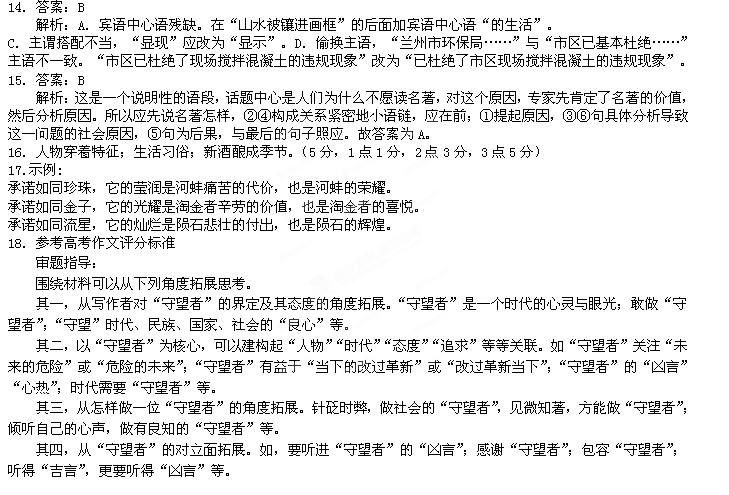 14. 答案：B
解析：A. 宾语中心语残缺。在“山水被镶进画框”的后面加宾语中心语“的生活”。
C. 主谓搭配不当，“显现”应改为“显示”。D. 偷换主语，“兰州市环保局……”与“市区已基本杜绝……”
主语不一致。“市区已杜绝了现场搅拌混凝土的违规现象”改为“已杜绝了市区现场搅拌混凝土的违规现象”。
15. 答案：B
解析：这是一个说明性的语段，话题中心是人们为什么不愿读名著，对这个原因，专家先肯定了名著的价值，
然后分析原因。所以应先说名著怎样，②④构成关系紧密地小语链，应在前；①提起原因，③⑥句具体分析导致
这一问题的社会原因，⑤句为后果，与最后的句子照应。故答案为 A。
16. 人物穿着特征；生活习俗；新酒酿成季节。(5分，1点1分，2点3分，3点5分)
17.示例:
承诺如同珍珠，它的莹润是河蚌痛苦的代价，也是河蚌的荣耀。
承诺如同金子，它的光耀是淘金者辛劳的价值，也是淘金者的喜悦。
承诺如同流星，它的灿烂是陨石悲壮的付出，也是陨石的辉煌。
18. 参考高考作文评分标准
审题指导：
围绕材料可以从下列角度拓展思考。
其一，从写作者对“守望者”的界定及其态度的角度拓展。“守望者”是一个时代的心灵与眼光；敢做“守
望者”；“守望”时代、民族、国家、社会的“良心”等。
其二，以“守望者”为核心，可以建构起“人物”“时代”“态度”“追求”等等关联。如“守望者”关注“未
来的危险”或“危险的未来”；“守望者”有益于“当下的改过革新”或“改过革新当下”；“守望者”的“凶言”
“心热”；时代需要“守望者”等。
其三，从怎样做一位“守望者”的角度拓展。针砭时弊，做社会的“守望者”，见微知著，方能做“守望者”；
倾听自己的心声，做有良知的“守望者”等。
其四，从“守望者”的对立面拓展。如，要听进“守望者”的“凶言”；感谢“守望者”；包容“守望者”；
听得“吉言”，更要听得“凶言”等。